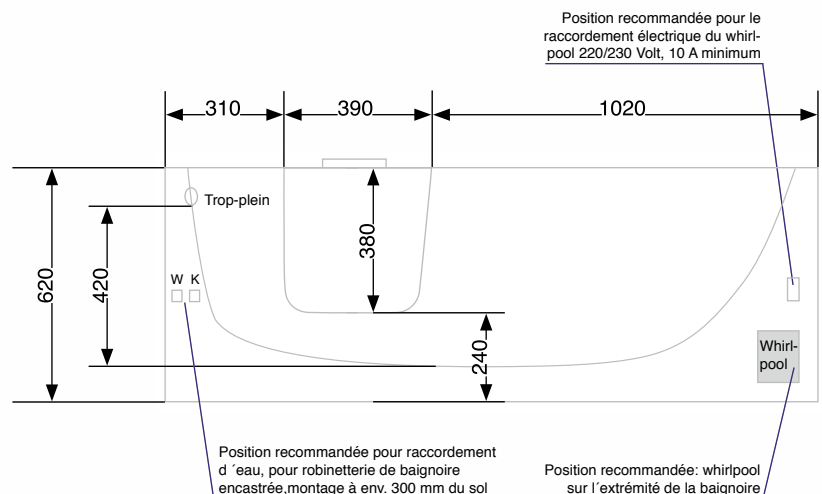 Position recommandée pour le
raccordement électrique du whirl-
pool 220/230 Volt, 10 A minimum
310
390
1020
Trop-plein
380
620
420
W K
240
Whirl-
pool
Position recommandée pour raccordement
d ´eau, pour robinetterie de baignoire
encastrée,montage à env. 300 mm du sol
Position recommandée: whirlpool
sur l´extrémité de la baignoire